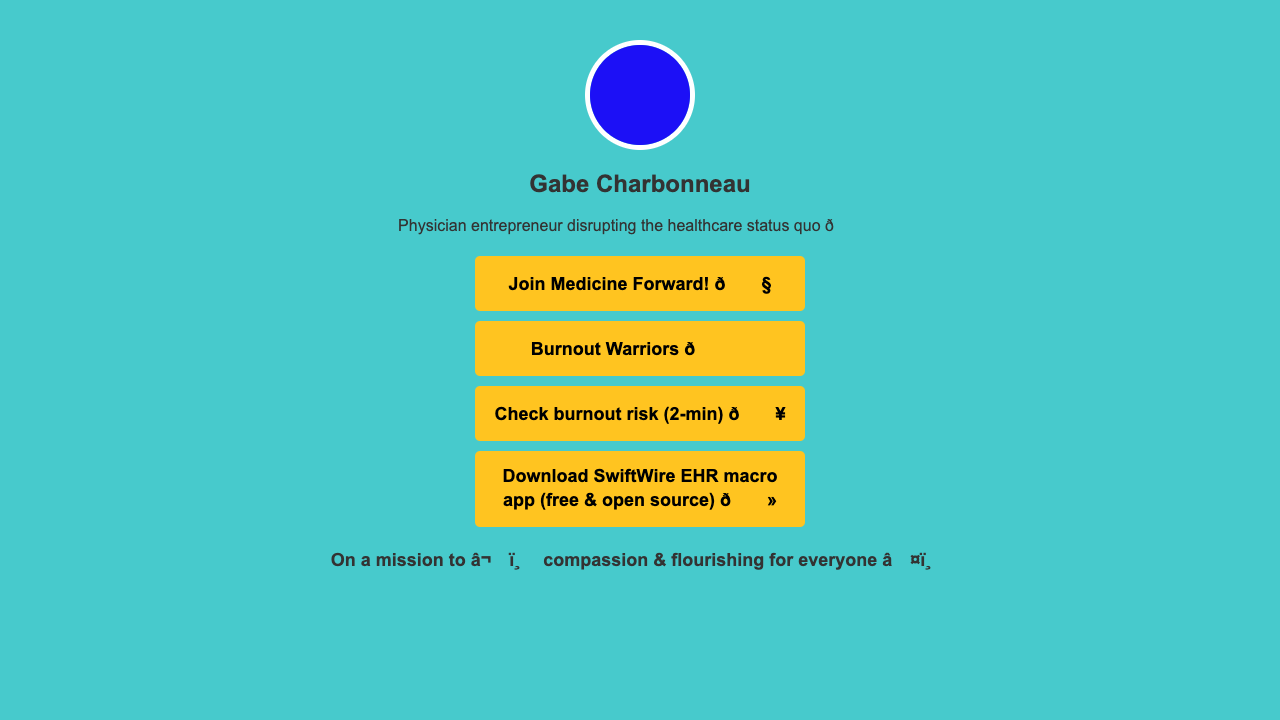 Gabe Charbonneau
Physician entrepreneur disrupting the healthcare status quo ð
Join Medicine Forward! ð §
Burnout Warriors ð
Check burnout risk (2-min) ð ¥
Download SwiftWire EHR macro
app (free & open source) ð »
On a mission to â¬ ï¸ compassion & flourishing for everyone â ¤ï¸